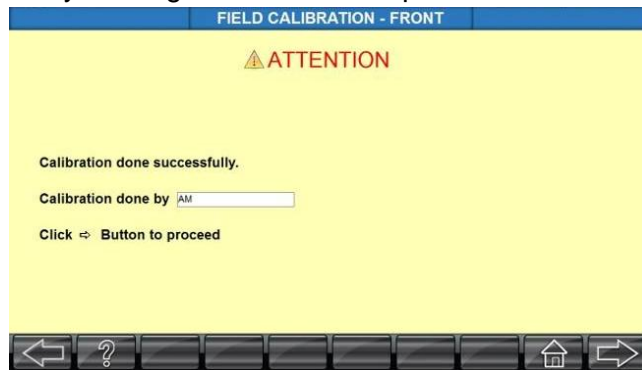 FIELD CALIBRATION - FRONT
ATTENTION
Calibration done successfully.
Calibration done by AM
Click ⇨ Button to proceed
?